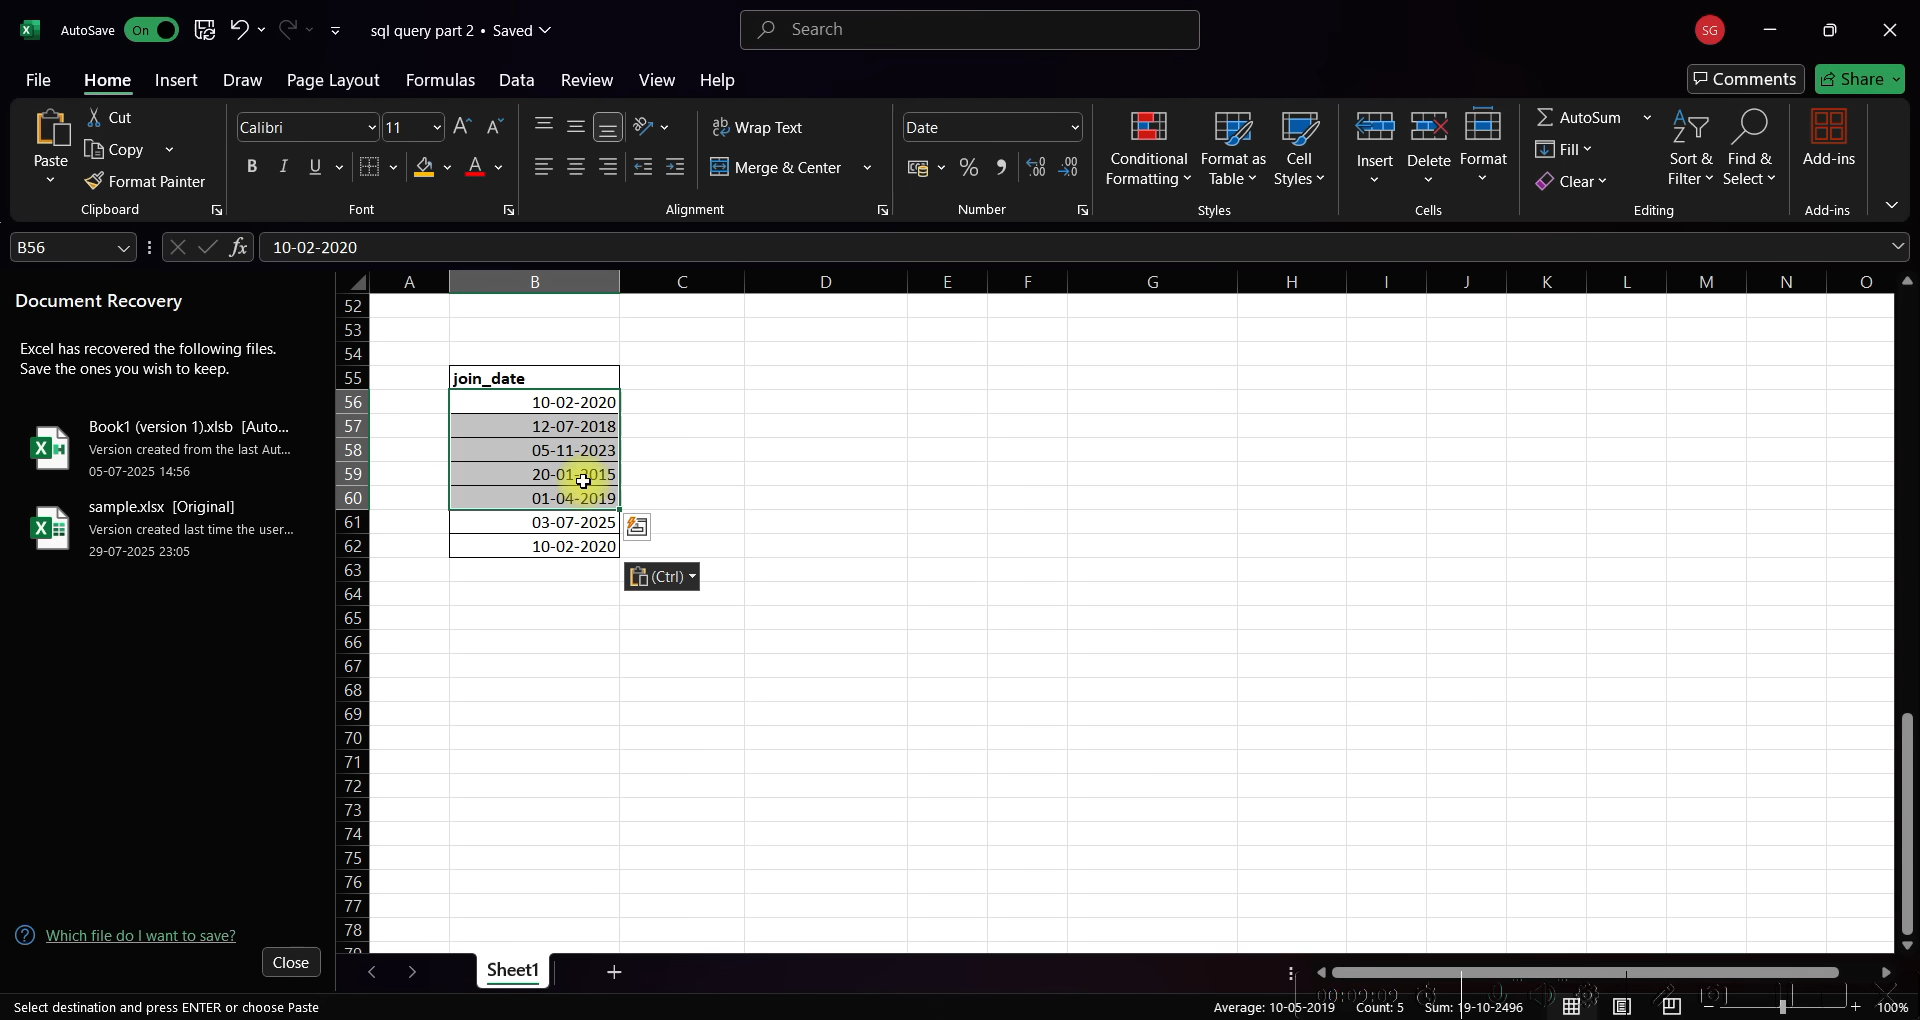 AutoSave On sql query part 2 • Saved Search SG
File Home Insert Draw Page Layout Formulas Data Review View Help Comments Share
Paste Cut Copy Format Painter Clipboard
Calibri 11 B I U A Font
Wrap Text Merge & Center Alignment
Date % Number
Conditional Formatting Format as Table Cell Styles Styles
Insert Delete Format Cells
AutoSum Fill Clear Sort & Filter Find & Select Editing
Add-ins Add-ins
B56 fx 10-02-2020
Document Recovery
Excel has recovered the following files.
Save the ones you wish to keep.
Book1 (version 1).xlsb [Auto...
Version created from the last Aut...
05-07-2025 14:56
sample.xlsx [Original]
Version created last time the user...
29-07-2025 23:05
Which file do I want to save?
Close
A B C D E F G H I J K L M N O
52
53
54
55 join_date
56 10-02-2020
57 12-07-2018
58 05-11-2023
59 20-01-2015
60 01-04-2019
61 03-07-2025
62 10-02-2020
63 (Ctrl)
64
65
66
67
68
69
70
71
72
73
74
75
76
77
78
Sheet1
Select destination and press ENTER or choose Paste Average: 10-05-2019 Count: 5 Sum: 19-10-2496 100%